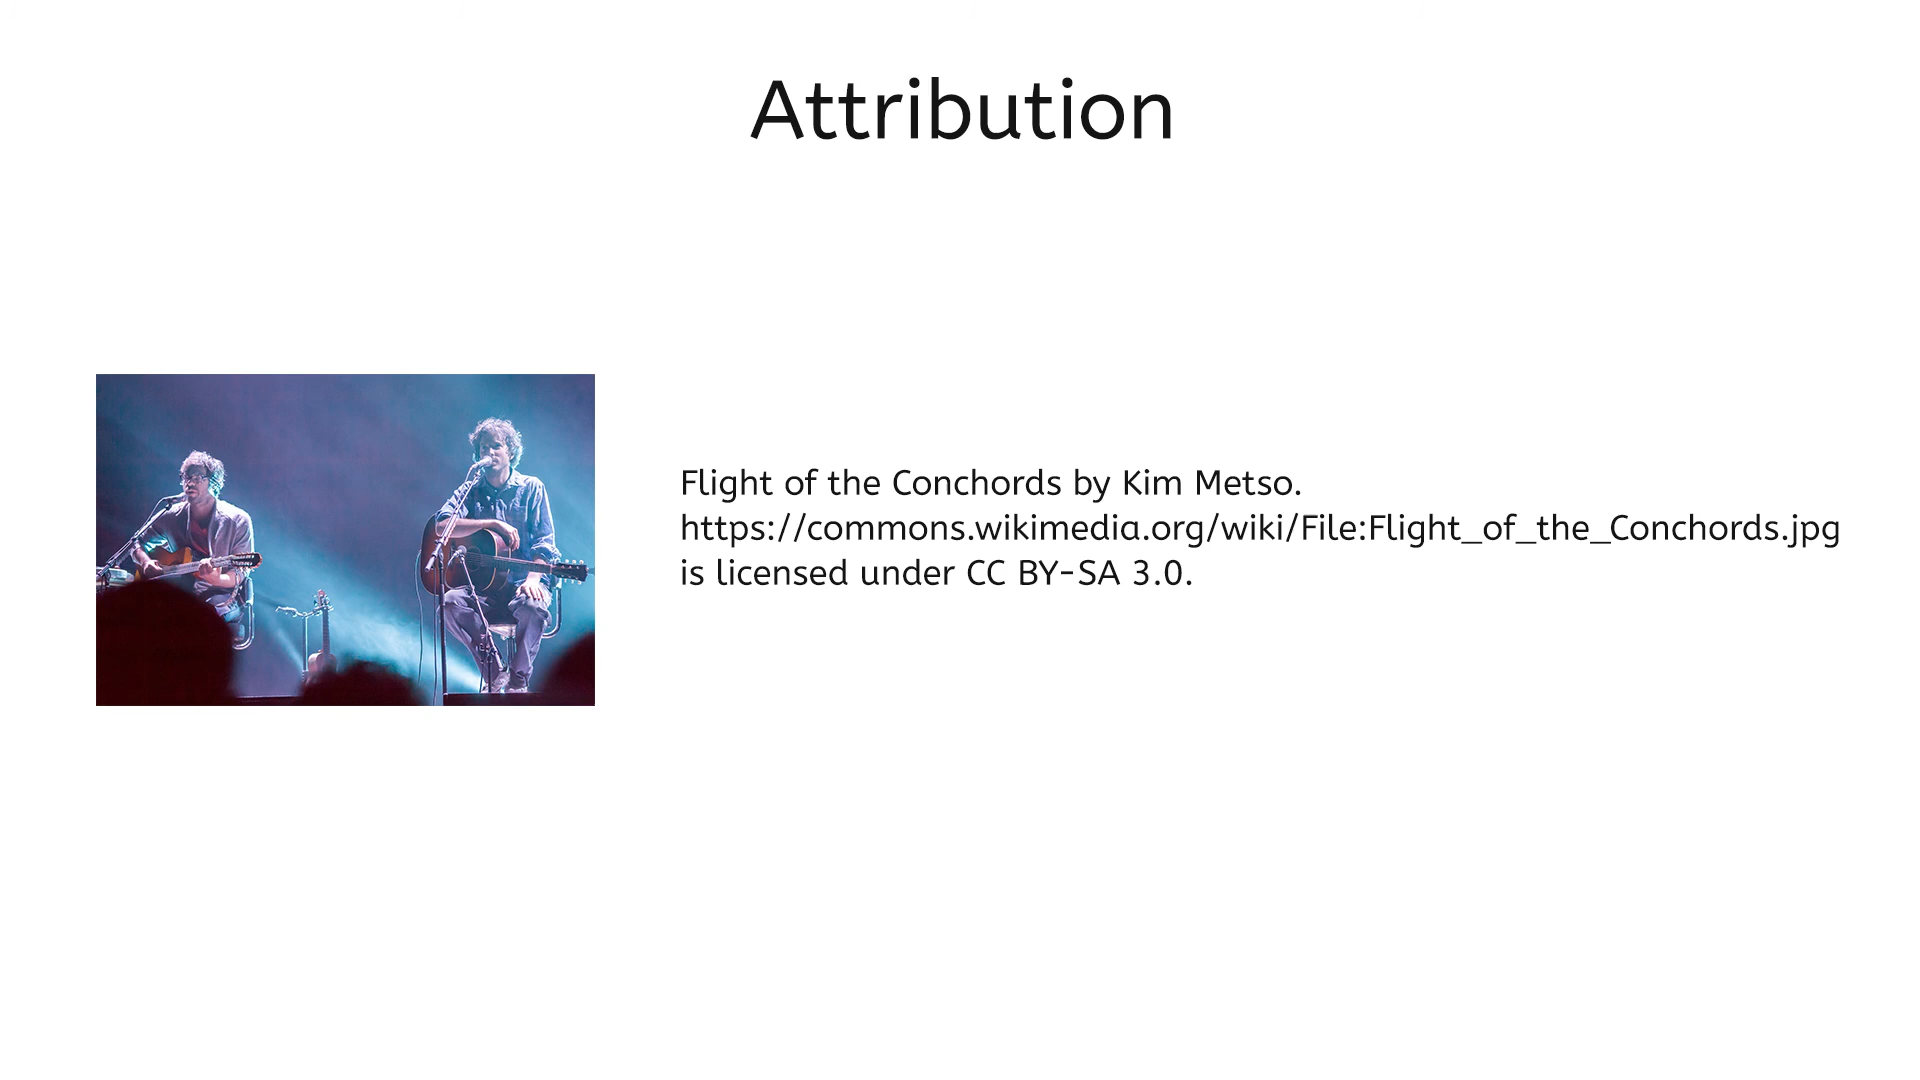 Attribution
Flight of the Conchords by Kim Metso.
https://commons.wikimedia.org/wiki/File:Flight_of_the_Conchords.jpg
is licensed under CC BY-SA 3.0.